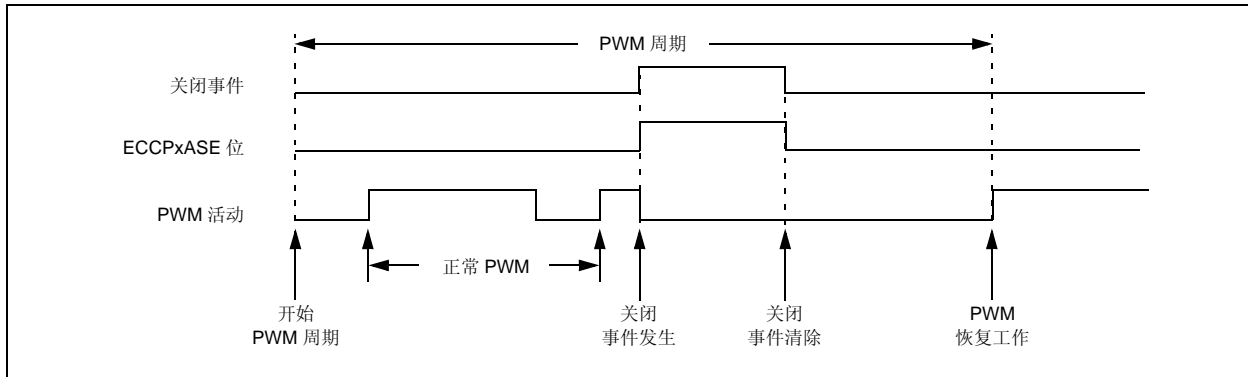 PWM 周期
关闭事件
ECCPxASE 位
PWM 活动
正常 PWM
开始
PWM 周期
关闭
事件发生
关闭
事件清除
PWM
恢复工作